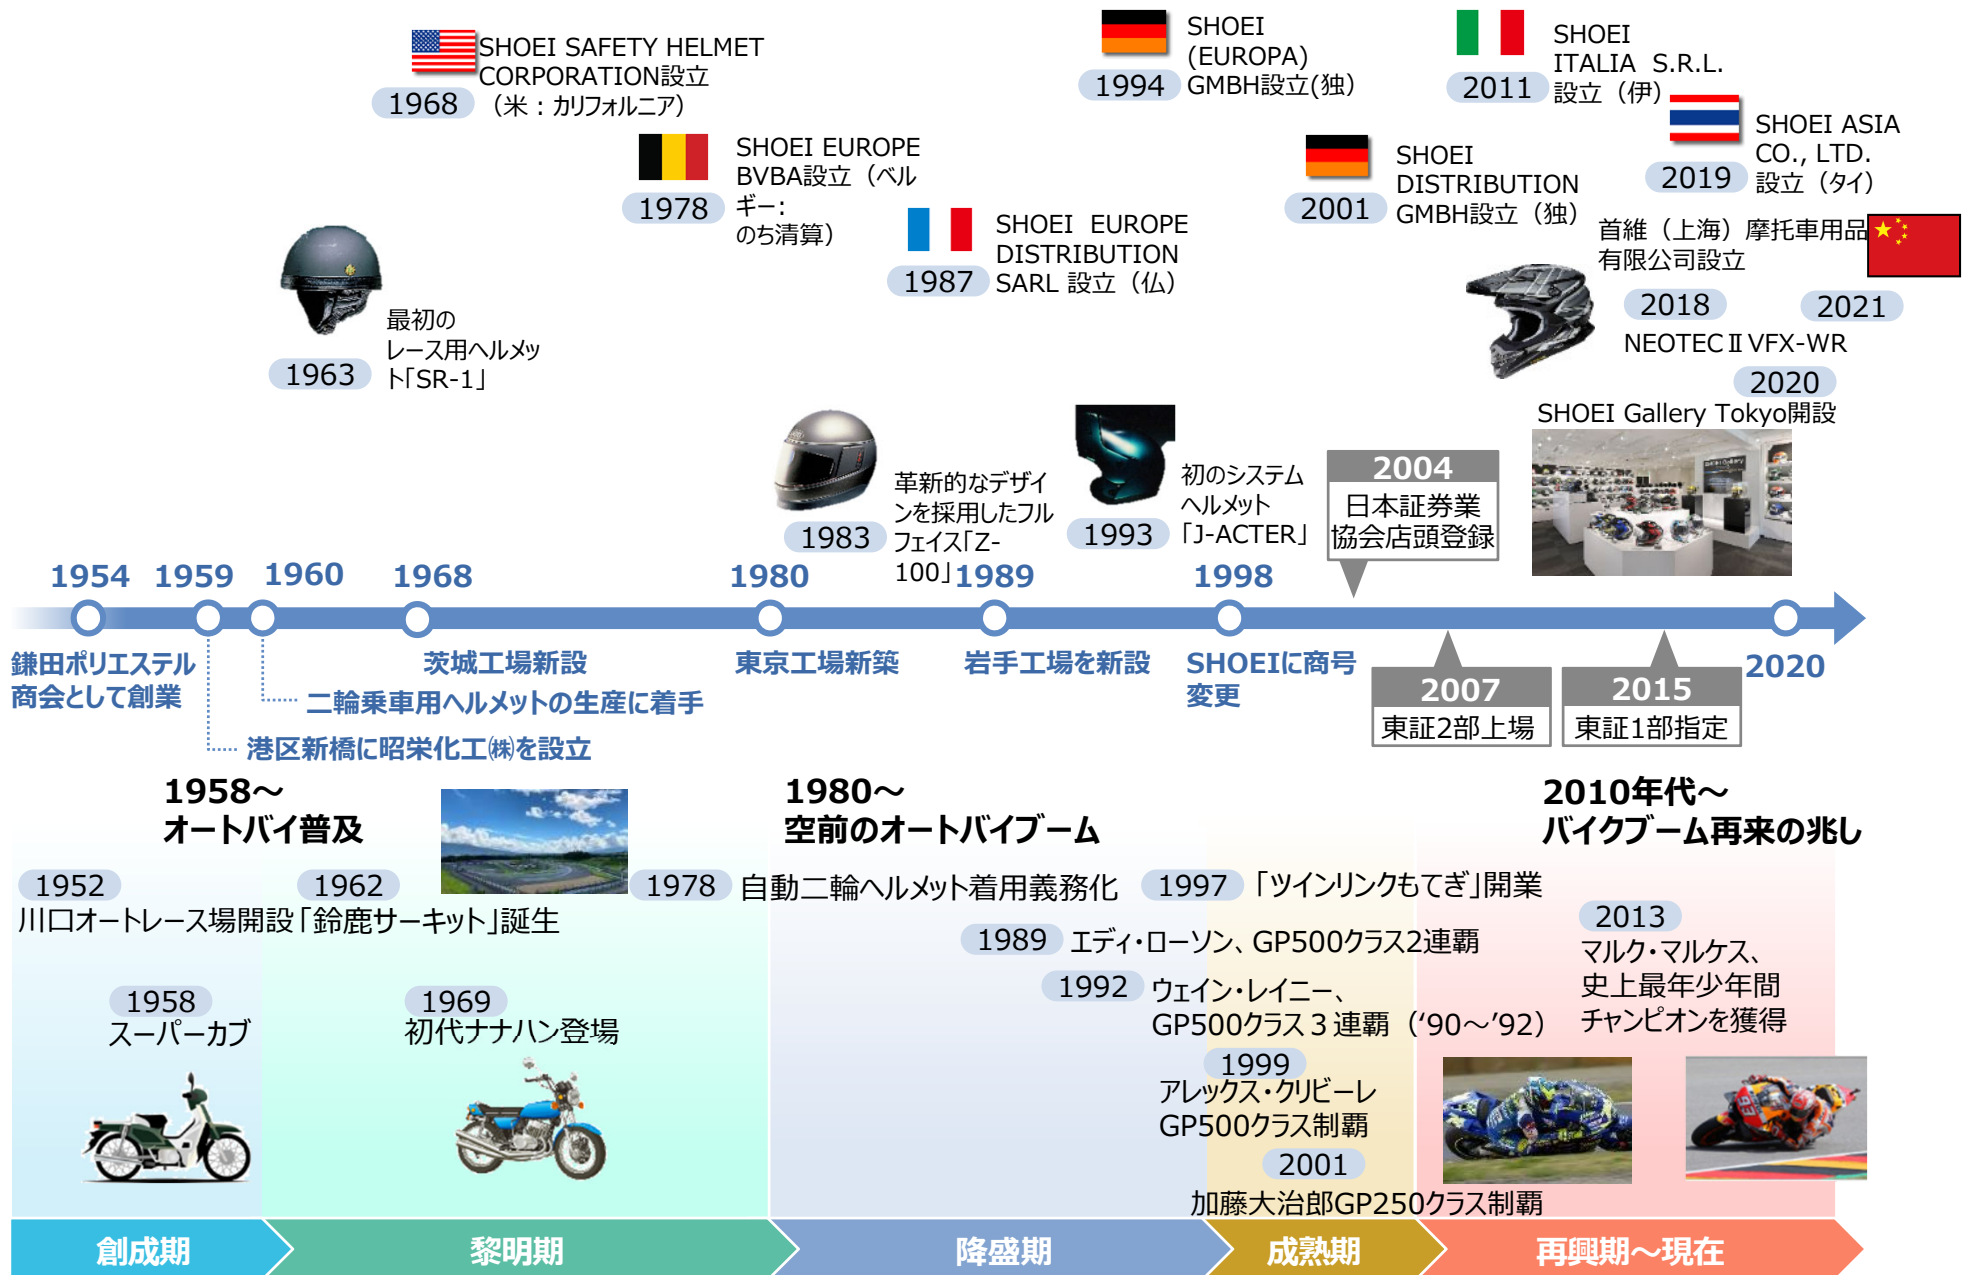 SHOEI SAFETY HELMET
CORPORATION設立
1968
（米：カリフォルニア）
SHOEI EUROPE
BVBA設立（ベル
ギー：
のち清算）
1978
SHOEI EUROPE
DISTRIBUTION
SARL 設立（仏）
1987
SHOEI
(EUROPA)
GMBH設立(独）
1994
SHOEI
DISTRIBUTION
GMBH設立（独）
2001
SHOEI
ITALIA S.R.L.
設立（伊）
2011
SHOEI ASIA
CO., LTD.
設立（タイ）
2019
首維（上海）摩托車用品
有限公司設立
2021
2018
NEOTECⅡVFX-WR
2020
SHOEI Gallery Tokyo開設
最初の
レース用ヘルメッ
ト「SR-1」
1963
革新的なデザイ
ンを採用したフル
フェイス「Z-
100」
1983
初のシステム
ヘルメット
「J-ACTER」
1993
2004
日本証券業
協会店頭登録
1954
1959
1960
1968
1980
1989
1998
2020
鎌田ポリエステル
商会として創業
茨城工場新設
東京工場新築
岩手工場を新設
SHOEIに商号
変更
二輪乗車用ヘルメットの生産に着手
港区新橋に昭栄化工㈱を設立
2007
東証2部上場
2015
東証1部指定
1958～
オートバイ普及
1980～
空前のオートバイブーム
2010年代～
バイクブーム再来の兆し
1952
川口オートレース場開設
1962
「鈴鹿サーキット」誕生
1978
自動二輪ヘルメット着用義務化
1997
「ツインリンクもてぎ」開業
1989
エディ・ローソン、GP500クラス2連覇
1992
ウェイン・レイニー、
GP500クラス３連覇（‘90～’92）
2013
マルク・マルケス、
史上最年少年間
チャンピオンを獲得
1958
スーパーカブ
1969
初代ナナハン登場
1999
アレックス・クリビーレ
GP500クラス制覇
2001
加藤大治郎GP250クラス制覇
創成期
黎明期
降盛期
成熟期
再興期～現在